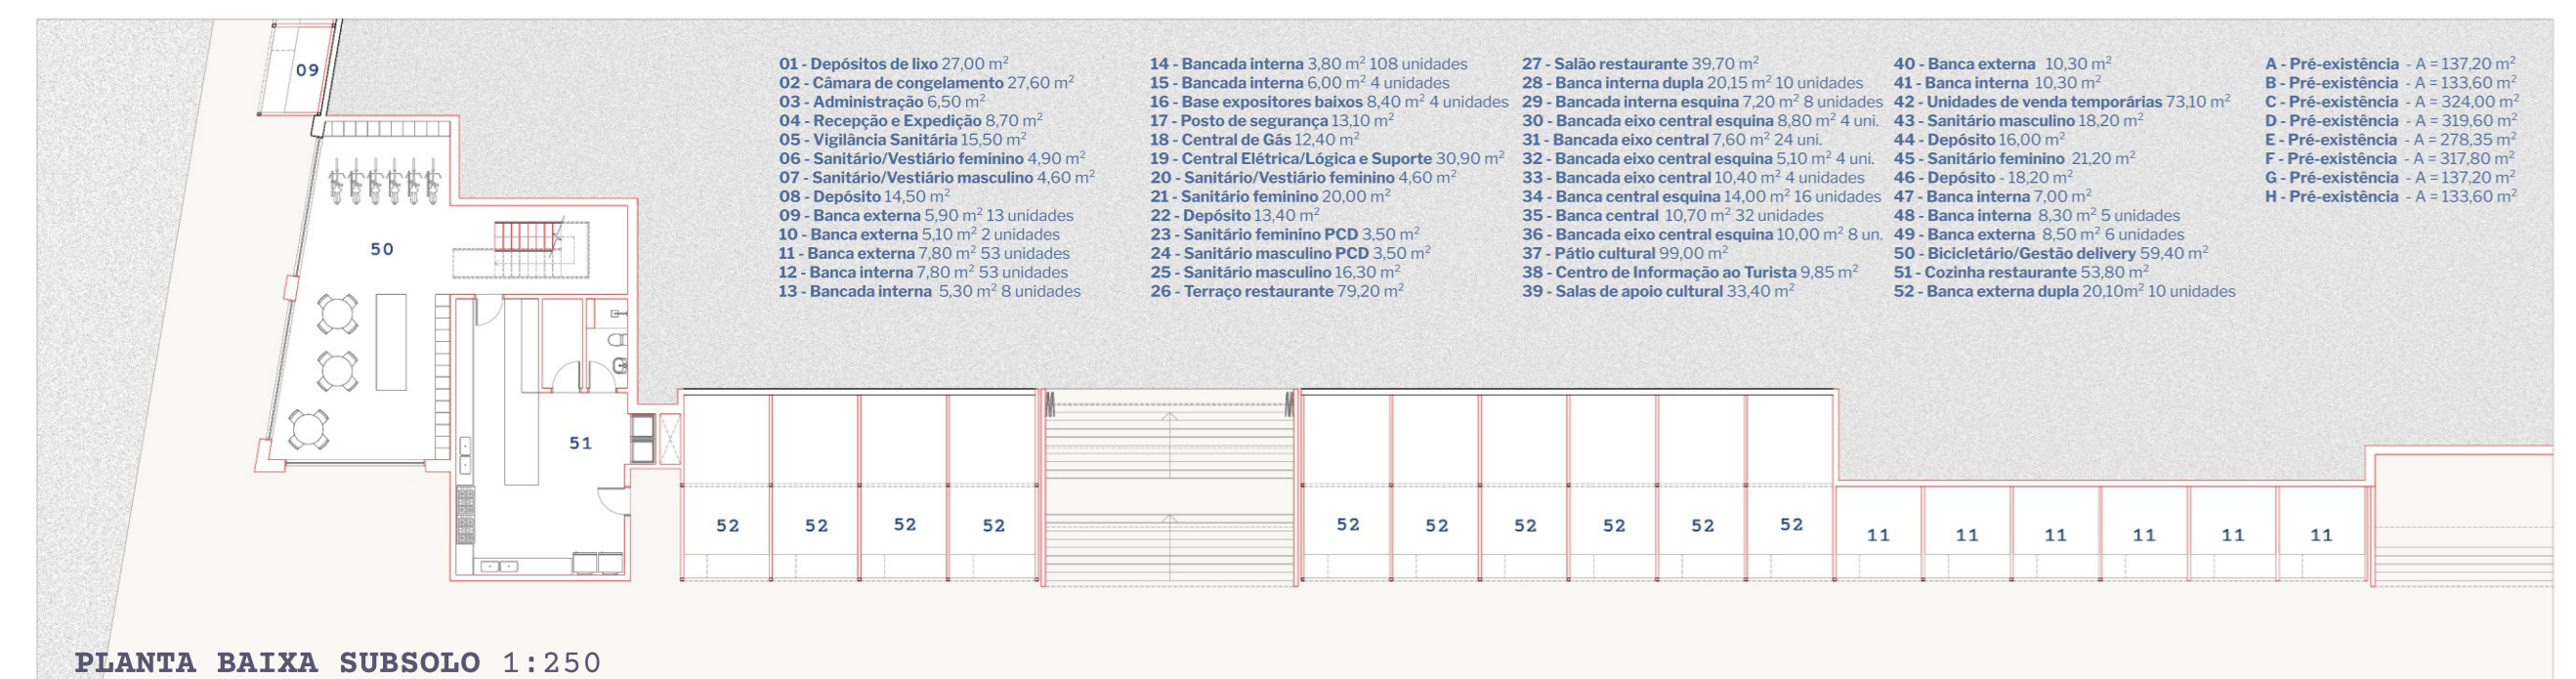 01 - Depósitos de lixo 27,00 m²
02 - Câmara de congelamento 27,60 m²
03 - Administração 6,50 m²
04 - Recepção e Expedição 8,70 m²
05 - Vigilância Sanitária 15,50 m²
06 - Sanitário/Vestiário feminino 4,90 m²
07 - Sanitário/Vestiário masculino 4,60 m²
08 - Depósito 14,50 m²
09 - Banca externa 5,90 m² 13 unidades
10 - Banca externa 5,10 m² 2 unidades
11 - Banca externa 7,80 m² 53 unidades
12 - Banca interna 7,80 m² 53 unidades
13 - Bancada interna 5,30 m² 8 unidades
14 - Bancada interna 3,80 m² 108 unidades
15 - Bancada interna 6,00 m² 4 unidades
16 - Base expositores baixos 8,40 m² 4 unidades
17 - Posto de segurança 13,10 m²
18 - Central de Gás 12,40 m²
19 - Central Elétrica/Lógica e Suporte 30,90 m²
20 - Sanitário/Vestiário feminino 4,60 m²
21 - Sanitário feminino 20,00 m²
22 - Depósito 13,40 m²
23 - Sanitário feminino PCD 3,50 m²
24 - Sanitário masculino PCD 3,50 m²
25 - Sanitário masculino 16,30 m²
26 - Terraço restaurante 79,20 m²
27 - Salão restaurante 39,70 m²
28 - Banca interna dupla 20,15 m² 10 unidades
29 - Bancada interna esquina 7,20 m² 8 unidades
30 - Bancada eixo central esquina 8,80 m² 4 uni.
31 - Bancada eixo central 7,60 m² 24 uni.
32 - Bancada eixo central esquina 5,10 m² 4 uni.
33 - Bancada eixo central 10,40 m² 4 unidades
34 - Banca central esquina 14,00 m² 16 unidades
35 - Banca central 10,70 m² 32 unidades
36 - Bancada eixo central esquina 10,00 m² 8 un.
37 - Pátio cultural 99,00 m²
38 - Centro de Informação ao Turista 9,85 m²
39 - Salas de apoio cultural 33,40 m²
40 - Banca externa 10,30 m²
41 - Banca interna 10,30 m²
42 - Unidades de venda temporárias 73,10 m²
43 - Sanitário masculino 18,20 m²
44 - Depósito 16,00 m²
45 - Sanitário feminino 21,20 m²
46 - Depósito - 18,20 m²
47 - Banca interna 7,00 m²
48 - Banca interna 8,30 m² 5 unidades
49 - Banca externa 8,50 m² 6 unidades
50 - Bicicletário/Gestão delivery 59,40 m²
51 - Cozinha restaurante 53,80 m²
52 - Banca externa dupla 20,10m² 10 unidades
A - Pré-existência - A = 137,20 m²
B - Pré-existência - A = 133,60 m²
C - Pré-existência - A = 324,00 m²
D - Pré-existência - A = 319,60 m²
E - Pré-existência - A = 278,35 m²
F - Pré-existência - A = 317,80 m²
G - Pré-existência - A = 137,20 m²
H - Pré-existência - A = 133,60 m²
09
50
51
52 52 52 52 52 52 52 52 52 52 11 11 11 11 11 11
PLANTA BAIXA SUBSOLO 1:250